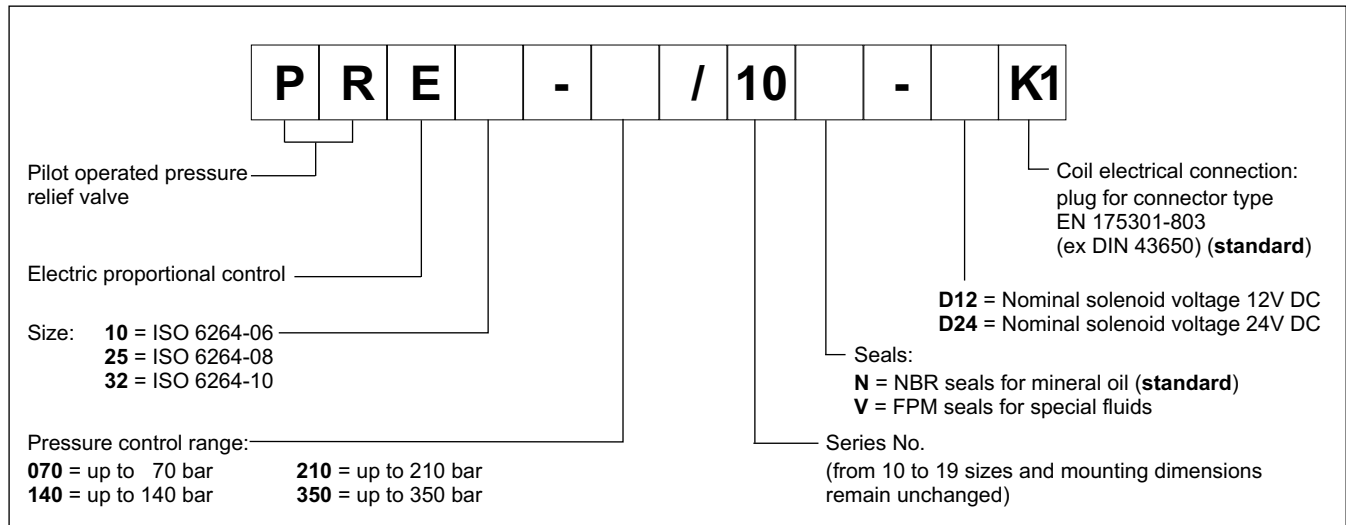 P R E - / 10 - K1
Pilot operated pressure
relief valve
Electric proportional control
Size: 10 = ISO 6264-06
25 = ISO 6264-08
32 = ISO 6264-10
Pressure control range:
070 = up to 70 bar 210 = up to 210 bar
140 = up to 140 bar 350 = up to 350 bar
Coil electrical connection:
plug for connector type
EN 175301-803
(ex DIN 43650) (standard)
D12 = Nominal solenoid voltage 12V DC
D24 = Nominal solenoid voltage 24V DC
Seals:
N = NBR seals for mineral oil (standard)
V = FPM seals for special fluids
Series No.
(from 10 to 19 sizes and mounting dimensions
remain unchanged)